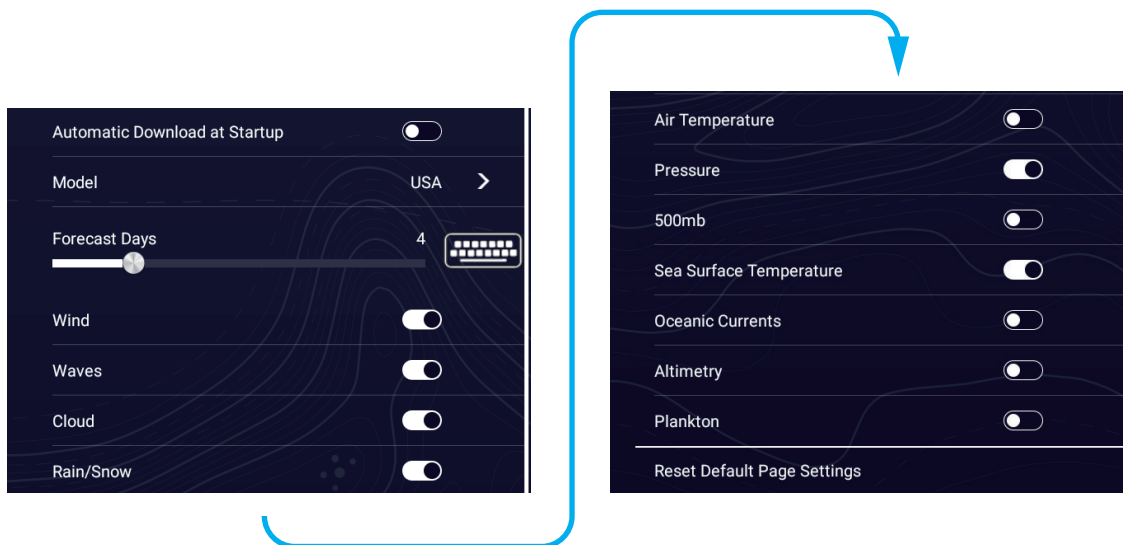 Automatic Download at Startup
Model USA
Forecast Days 4
Wind
Waves
Cloud
Rain/Snow
Air Temperature
Pressure
500mb
Sea Surface Temperature
Oceanic Currents
Altimetry
Plankton
Reset Default Page Settings